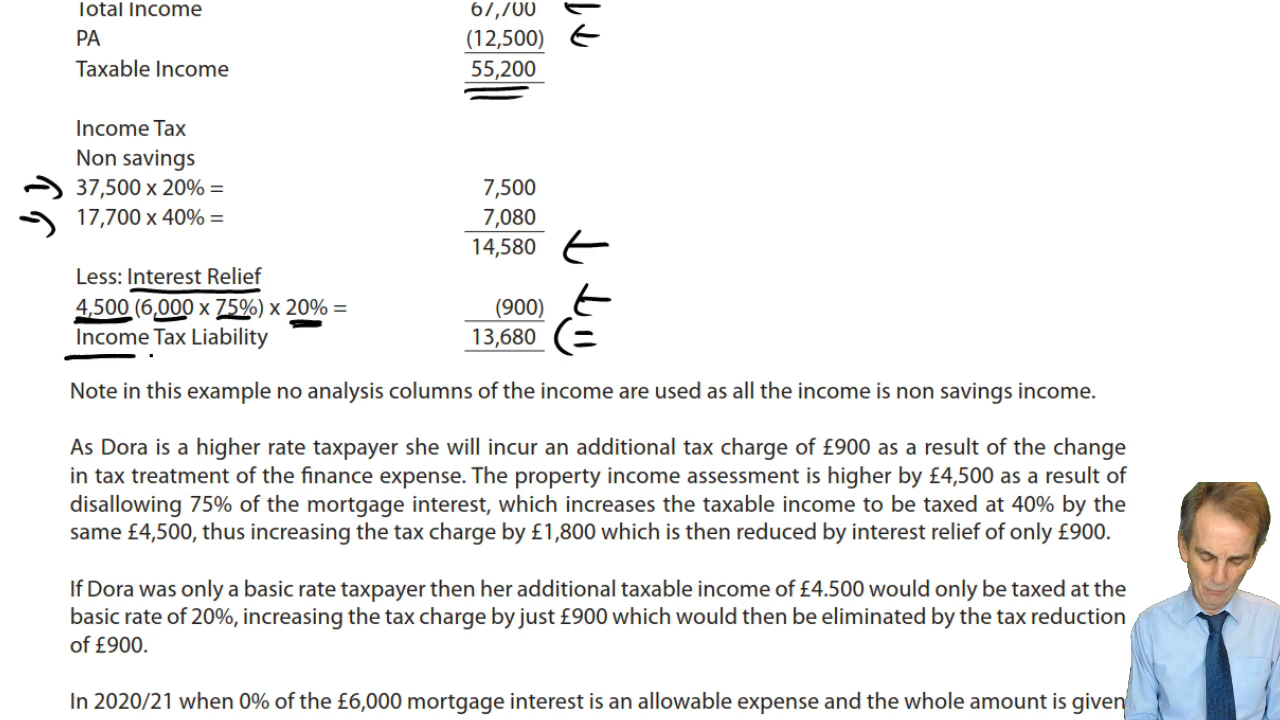 Total Income 67,700
PA (12,500)
Taxable Income 55,200
Income Tax
Non savings
37,500 x 20% = 7,500
17,700 x 40% = 7,080
14,580
Less: Interest Relief
4,500 (6,000 x 75%) x 20% = (900)
Income Tax Liability 13,680
Note in this example no analysis columns of the income are used as all the income is non savings income.
As Dora is a higher rate taxpayer she will incur an additional tax charge of £900 as a result of the change
in tax treatment of the finance expense. The property income assessment is higher by £4,500 as a result of
disallowing 75% of the mortgage interest, which increases the taxable income to be taxed at 40% by the
same £4,500, thus increasing the tax charge by £1,800 which is then reduced by interest relief of only £900.
If Dora was only a basic rate taxpayer then her additional taxable income of £4.500 would only be taxed at the
basic rate of 20%, increasing the tax charge by just £900 which would then be eliminated by the tax reduction
of £900.
In 2020/21 when 0% of the £6,000 mortgage interest is an allowable expense and the whole amount is given